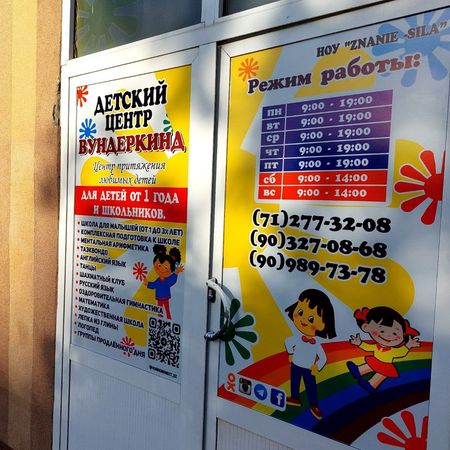 ДЕТСКИЙ
ЦЕНТР
ВУНДЕРКИНД
Центр притяжения
любимых детей
ДЛЯ ДЕТЕЙ ОТ 1 ГОДА
И ШКОЛЬНИКОВ.
• ШКОЛА ДЛЯ МАЛЫШЕЙ (ОТ 1 ДО 3Х ЛЕТ)
• КОМПЛЕКСНАЯ ПОДГОТОВКА К ШКОЛЕ
• МЕНТАЛЬНАЯ АРИФМЕТИКА
• ТАЭКВОНДО
• АНГЛИЙСКИЙ ЯЗЫК
• ТАНЦЫ
• ШАХМАТНЫЙ КЛУБ
• РУССКИЙ ЯЗЫК
• ОЗДОРОВИТЕЛЬНАЯ ГИМНАСТИКА
• МАТЕМАТИКА
• ХУДОЖЕСТВЕННАЯ ШКОЛА
• ЛЕПКА ИЗ ГЛИНЫ
• ЛОГОПЕД
• ГРУППЫ ПРОДЛЁННОГО ДНЯ
НОУ "ZNANIE -SILA"
Режим работы:
ПН 9:00 - 19:00
ВТ 9:00 - 19:00
СР 9:00 - 19:00
ЧТ 9:00 - 19:00
ПТ 9:00 - 19:00
СБ 9:00 - 14:00
ВС 9:00 - 14:00
(71)277-32-08
(90)327-08-68
(90)989-73-78